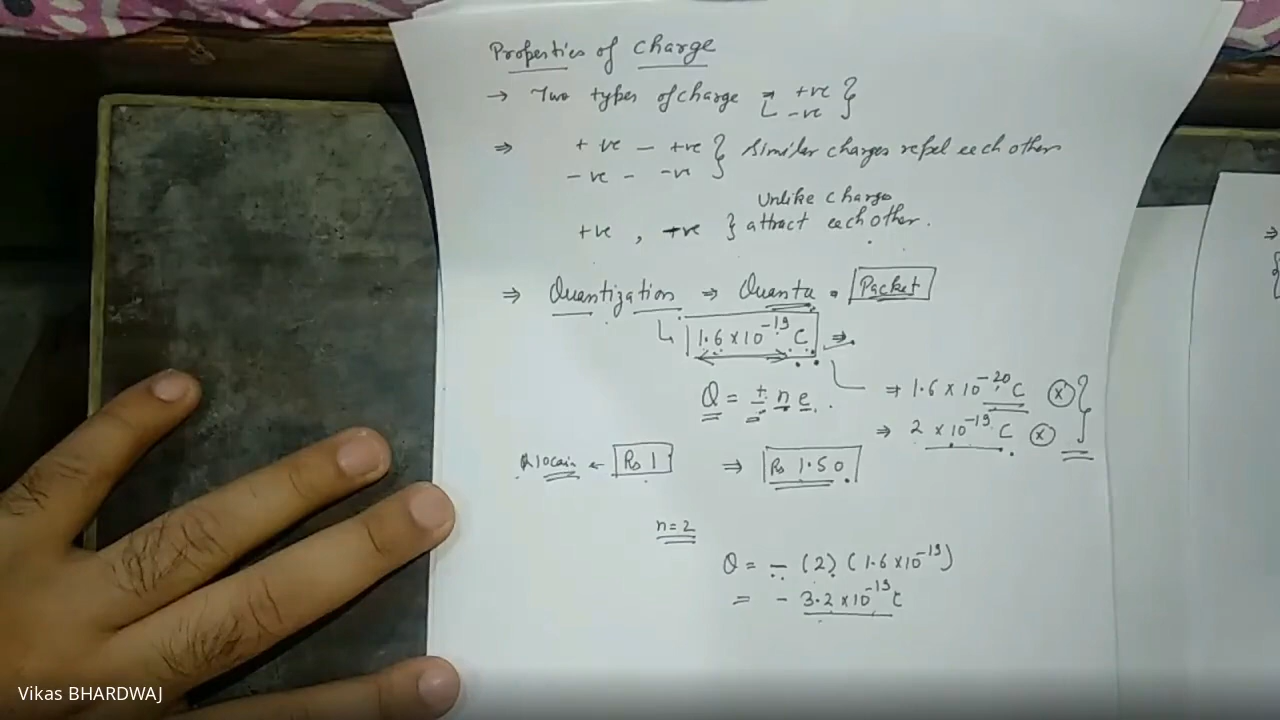 Properties of Charge
→ Two types of charge +ve
-ve }
⇒ +ve - +ve } Similar charges repel each other
-ve - -ve
Unlike charge
+ve , -ve } attract each other.
⇒ Quantization ⇒ Quanta = Packet
1.6 x 10⁻¹⁹ C ⇒
Q = ± n e . ⇒ 1.6 x 10⁻²⁰ C ⓧ }
⇒ 2 x 10⁻¹⁹ C ⓧ
← Rs 1 ⇒ Rs 1.50
n = 2
Q = - (2) (1.6 x 10⁻¹⁹)
= - 3.2 x 10⁻¹⁹ C
⇒
{
Vikas BHARDWAJ